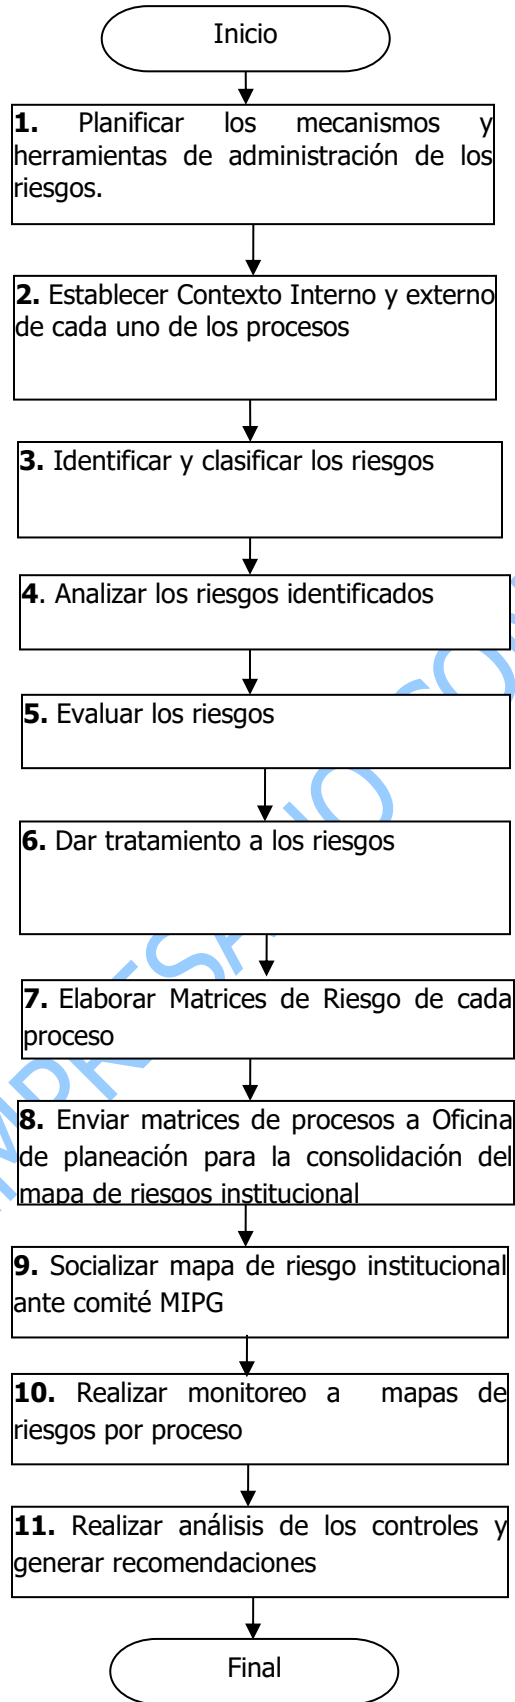 Inicio
1. Planificar los mecanismos y
herramientas de administración de los
riesgos.
2. Establecer Contexto Interno y externo
de cada uno de los procesos
3. Identificar y clasificar los riesgos
4. Analizar los riesgos identificados
5. Evaluar los riesgos
6. Dar tratamiento a los riesgos
7. Elaborar Matrices de Riesgo de cada
proceso
8. Enviar matrices de procesos a Oficina
de planeación para la consolidación del
mapa de riesgos institucional
9. Socializar mapa de riesgo institucional
ante comité MIPG
10. Realizar monitoreo a mapas de
riesgos por proceso
11. Realizar análisis de los controles y
generar recomendaciones
Final